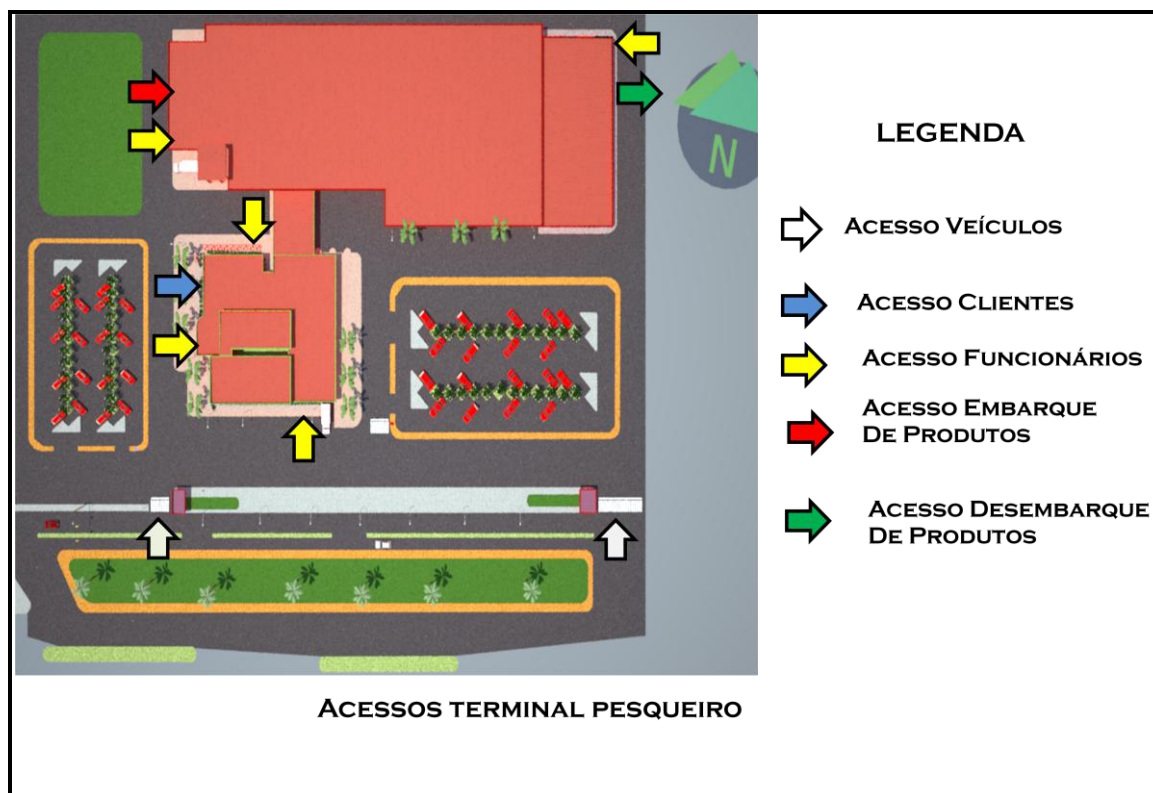 N
LEGENDA
ACESSO VEÍCULOS
ACESSO CLIENTES
ACESSO FUNCIONÁRIOS
ACESSO EMBARQUE
DE PRODUTOS
ACESSO DESEMBARQUE
DE PRODUTOS
ACESSOS TERMINAL PESQUEIRO